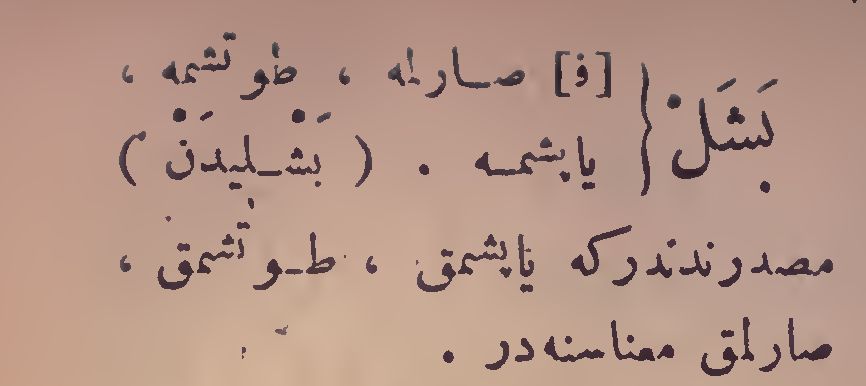 بَشَلْ { [ف] صارلمه ، طوتشمه ،
یاپشمه . ( بَشْلیدَنْ )
مصدرندندرکه یاپشمق ، طوتشمق ،
صارلمق معناسنه‌در .